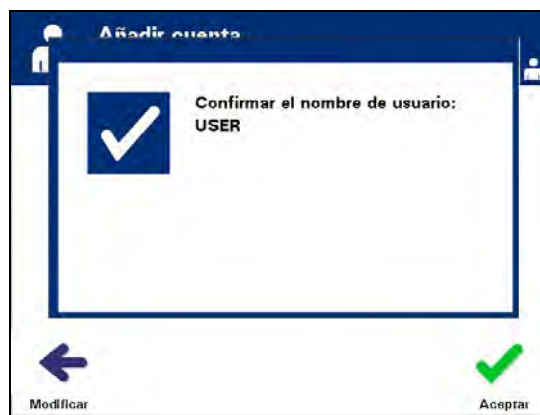 Añadir cuenta
Confirmar el nombre de usuario:
USER
Modificar
Aceptar